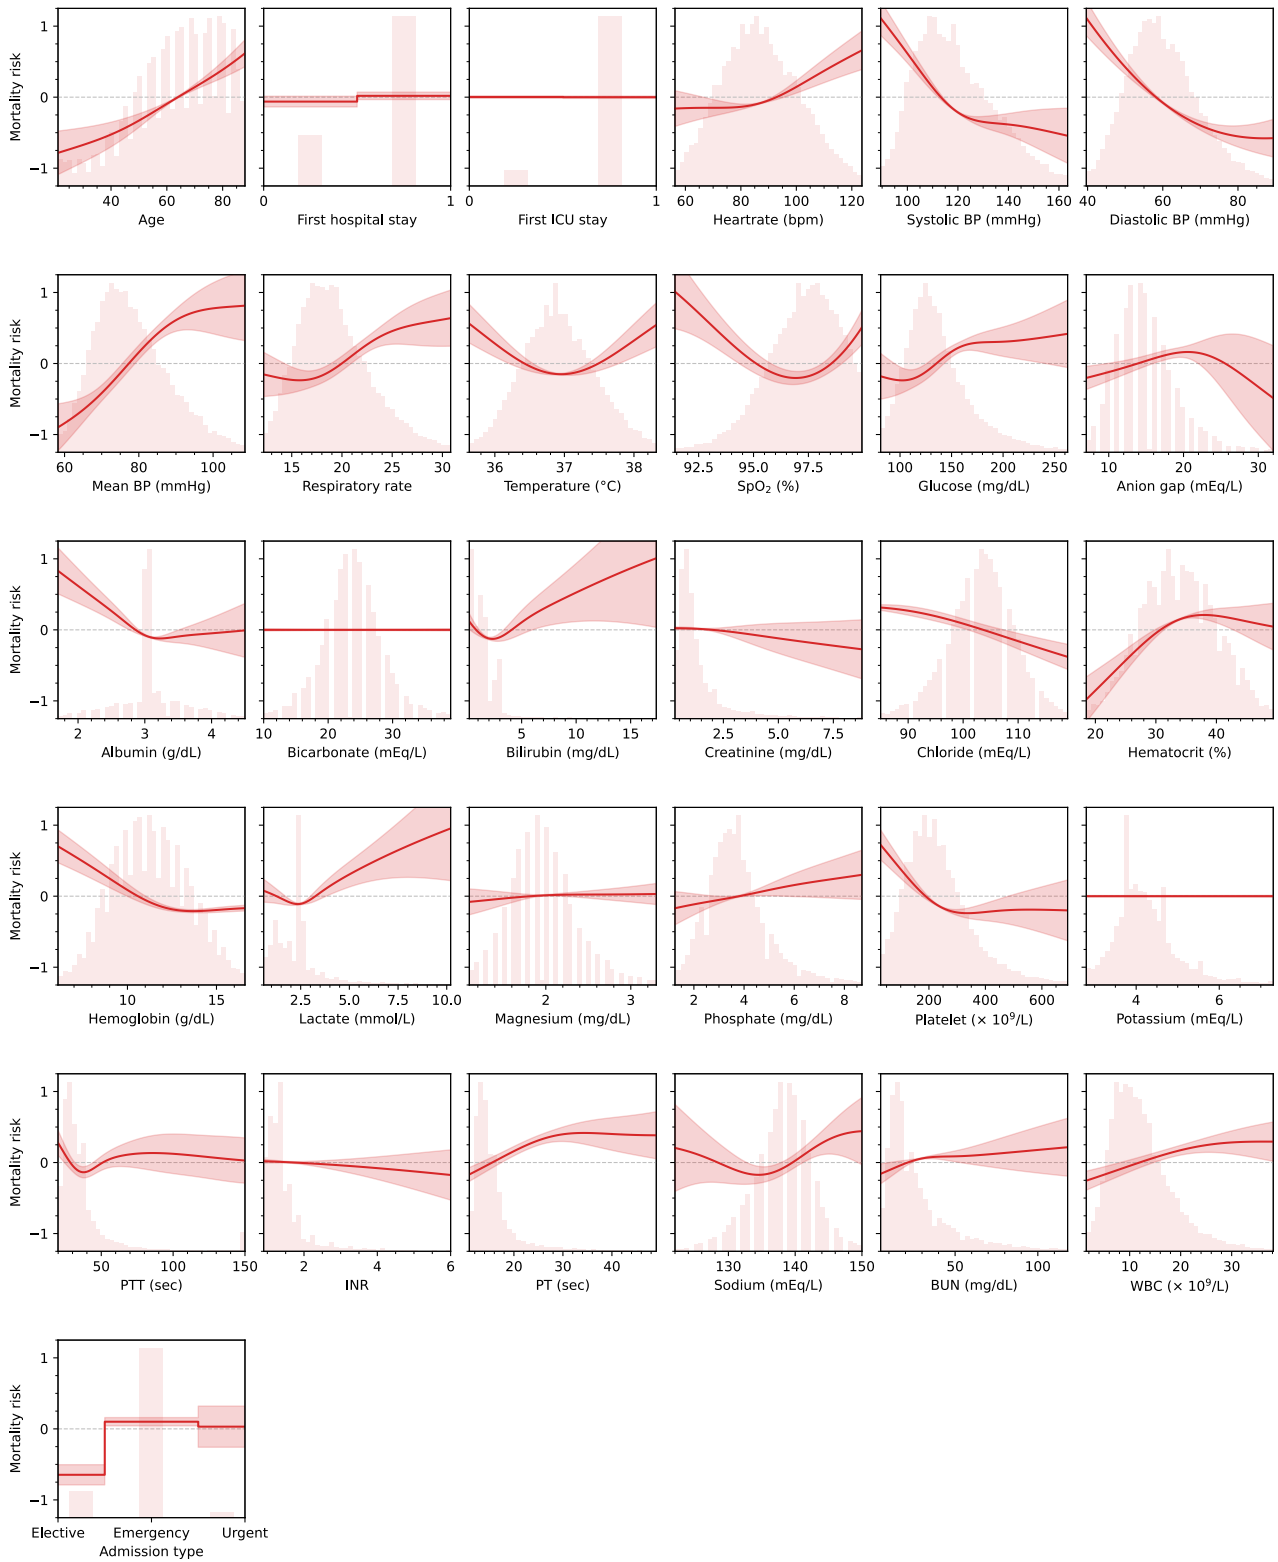 Mortality risk
1
0
−1
40 60 80
Age
0 1
First hospital stay
0 1
First ICU stay
60 80 100 120
Heartrate (bpm)
100 120 140 160
Systolic BP (mmHg)
40 60 80
Diastolic BP (mmHg)
Mortality risk
1
0
−1
60 80 100
Mean BP (mmHg)
15 20 25 30
Respiratory rate
36 37 38
Temperature (°C)
92.5 95.0 97.5
SpO₂ (%)
100 150 200 250
Glucose (mg/dL)
10 20 30
Anion gap (mEq/L)
Mortality risk
1
0
−1
2 3 4
Albumin (g/dL)
10 20 30
Bicarbonate (mEq/L)
5 10 15
Bilirubin (mg/dL)
2.5 5.0 7.5
Creatinine (mg/dL)
90 100 110
Chloride (mEq/L)
20 30 40
Hematocrit (%)
Mortality risk
1
0
−1
10 15
Hemoglobin (g/dL)
2.5 5.0 7.5 10.0
Lactate (mmol/L)
2 3
Magnesium (mg/dL)
2 4 6 8
Phosphate (mg/dL)
200 400 600
Platelet (× 10⁹/L)
4 6
Potassium (mEq/L)
Mortality risk
1
0
−1
50 100 150
PTT (sec)
2 4 6
INR
20 40
PT (sec)
130 140 150
Sodium (mEq/L)
50 100
BUN (mg/dL)
10 20 30
WBC (× 10⁹/L)
Mortality risk
1
0
−1
Elective Emergency Urgent
Admission type